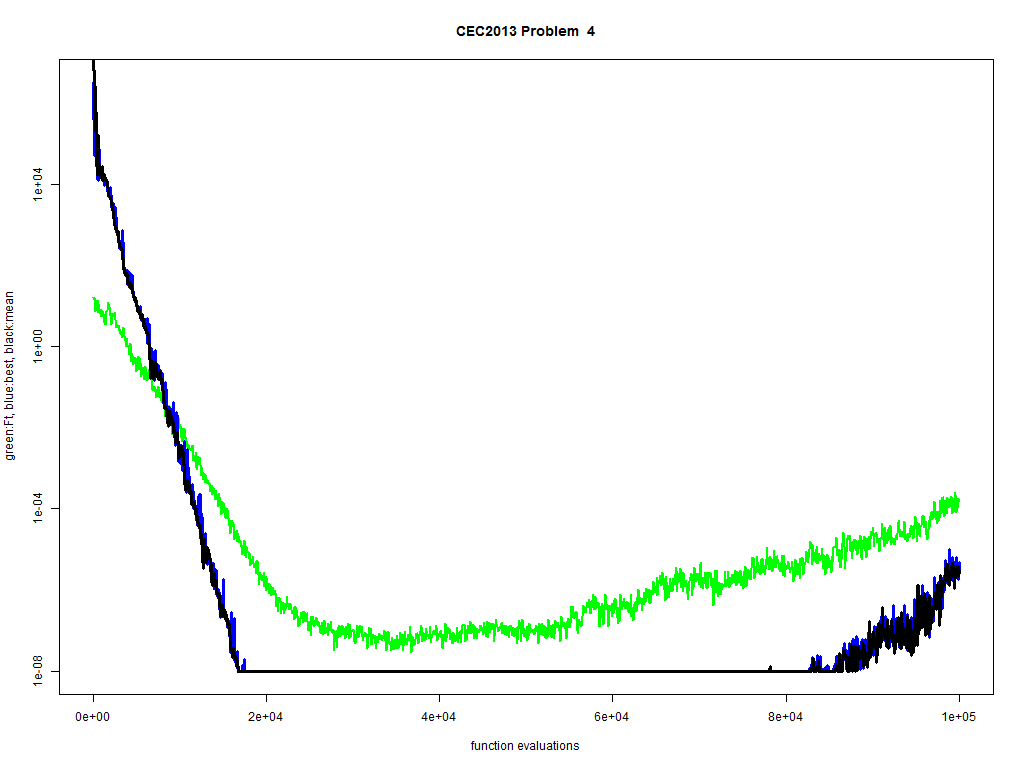 CEC2013 Problem  4
green:Ft, blue:best, black:mean
1e+04
1e+00
1e-04
1e-08
0e+00 2e+04 4e+04 6e+04 8e+04 1e+05
function evaluations